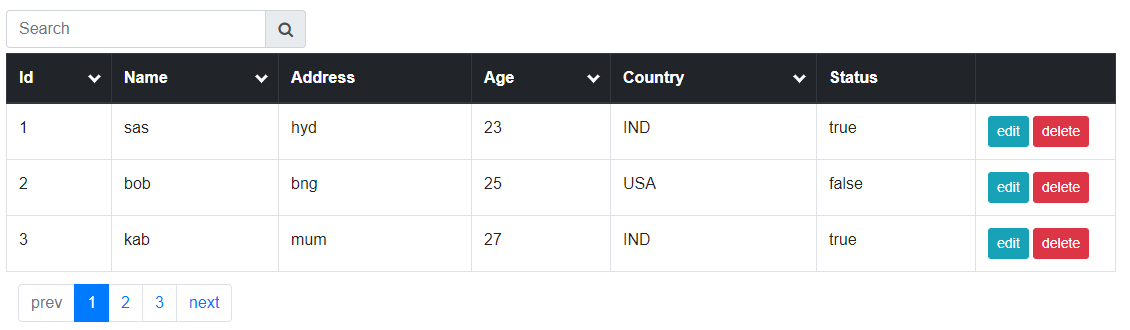 Search
Id Name Address Age Country Status
1 sas hyd 23 IND true edit delete
2 bob bng 25 USA false edit delete
3 kab mum 27 IND true edit delete
prev 1 2 3 next